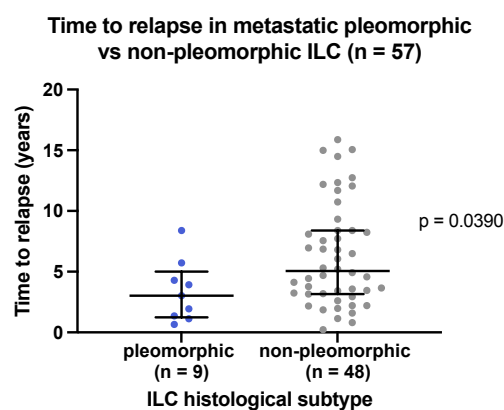 Time to relapse in metastatic pleomorphic
vs non-pleomorphic ILC (n = 57)
Time to relapse (years)
20
15
10
5
0
p = 0.0390
pleomorphic
(n = 9)
non-pleomorphic
(n = 48)
ILC histological subtype